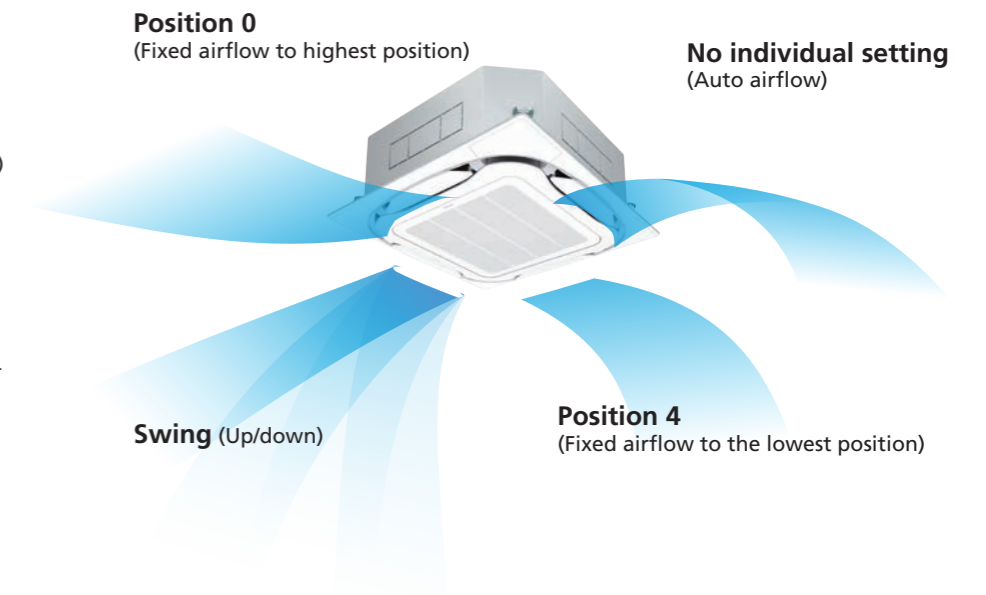 Position 0
(Fixed airflow to highest position)
No individual setting
(Auto airflow)
)
Swing (Up/down)
Position 4
(Fixed airflow to the lowest position)